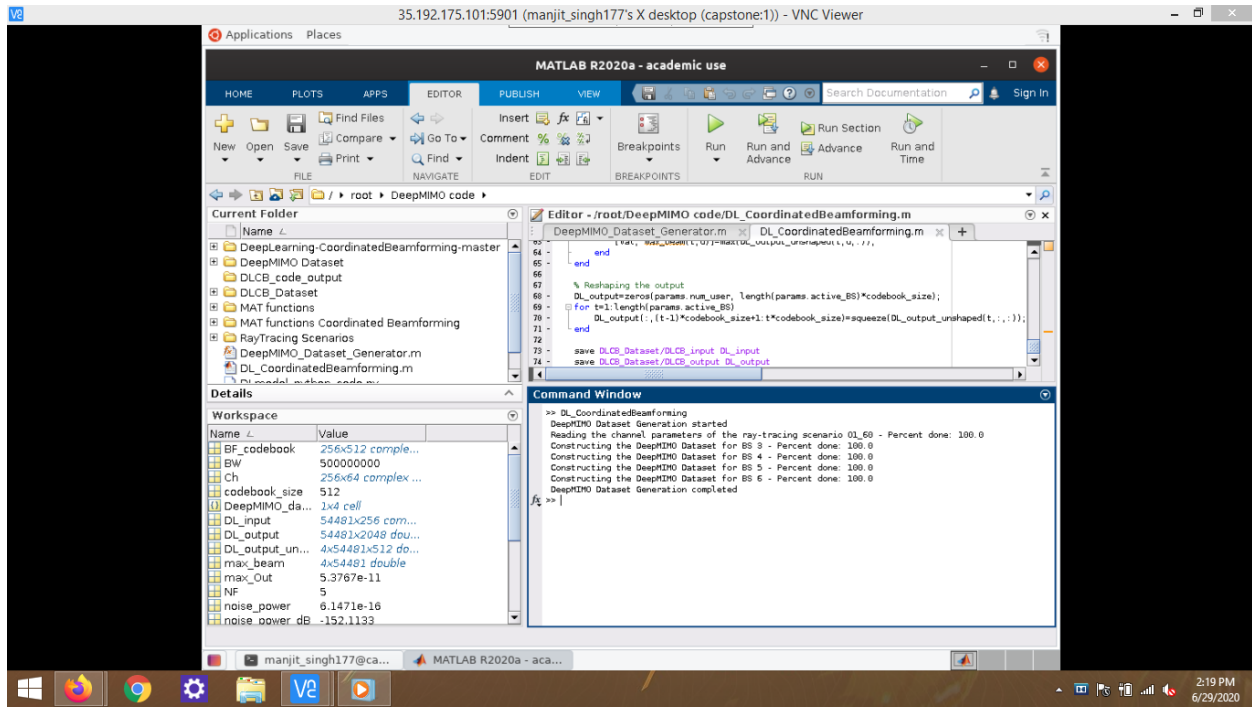 35.192.175.101:5901 (manjit_singh177's X desktop (capstone:1)) - VNC Viewer
Applications Places
MATLAB R2020a - academic use
HOME PLOTS APPS EDITOR PUBLISH VIEW Search Documentation Sign In
New Open Save Find Files Compare Print Go To Find Insert fx Comment Indent Breakpoints Run Run and Advance Run Section Advance Run and Time
FILE NAVIGATE EDIT BREAKPOINTS RUN
/ root DeepMIMO code
Current Folder
Name
DeepLearning-CoordinatedBeamforming-master
DeepMIMO Dataset
DLCB_code_output
DLCB_Dataset
MAT functions
MAT functions Coordinated Beamforming
RayTracing Scenarios
DeepMIMO_Dataset_Generator.m
DL_CoordinatedBeamforming.m
Details
Workspace
Name Value
BF_codebook 256x512 comple...
BW 500000000
Ch 256x64 complex ...
codebook_size 512
DeepMIMO_da... 1x4 cell
DL_input 54481x256 com...
DL_output 54481x2048 dou...
DL_output_un... 4x54481x512 do...
max_beam 4x54481 double
max_Out 5.3767e-11
NF 5
noise_power 6.1471e-16
noise_power_dB -152.1133
Editor - /root/DeepMIMO code/DL_CoordinatedBeamforming.m
DeepMIMO_Dataset_Generator.m DL_CoordinatedBeamforming.m
64 - end
65 - end
66
67 % Reshaping the output
68 - DL_output=zeros(params.num_user, length(params.active_BS)*codebook_size);
69 - for t=1:length(params.active_BS)
70 - DL_output(:,(t-1)*codebook_size+1:t*codebook_size)=squeeze(DL_output_unshaped(t,:,:));
71 - end
72
73 - save DLCB_Dataset/DLCB_input DL_input
74 - save DLCB_Dataset/DLCB_output DL_output
Command Window
>> DL_CoordinatedBeamforming
DeepMIMO Dataset Generation started
Reading the channel parameters of the ray-tracing scenario O1_60 - Percent done: 100.0
Constructing the DeepMIMO Dataset for BS 3 - Percent done: 100.0
Constructing the DeepMIMO Dataset for BS 4 - Percent done: 100.0
Constructing the DeepMIMO Dataset for BS 5 - Percent done: 100.0
Constructing the DeepMIMO Dataset for BS 6 - Percent done: 100.0
DeepMIMO Dataset Generation completed
fx >>
manjit_singh177@ca... MATLAB R2020a - aca...
2:19 PM
6/29/2020